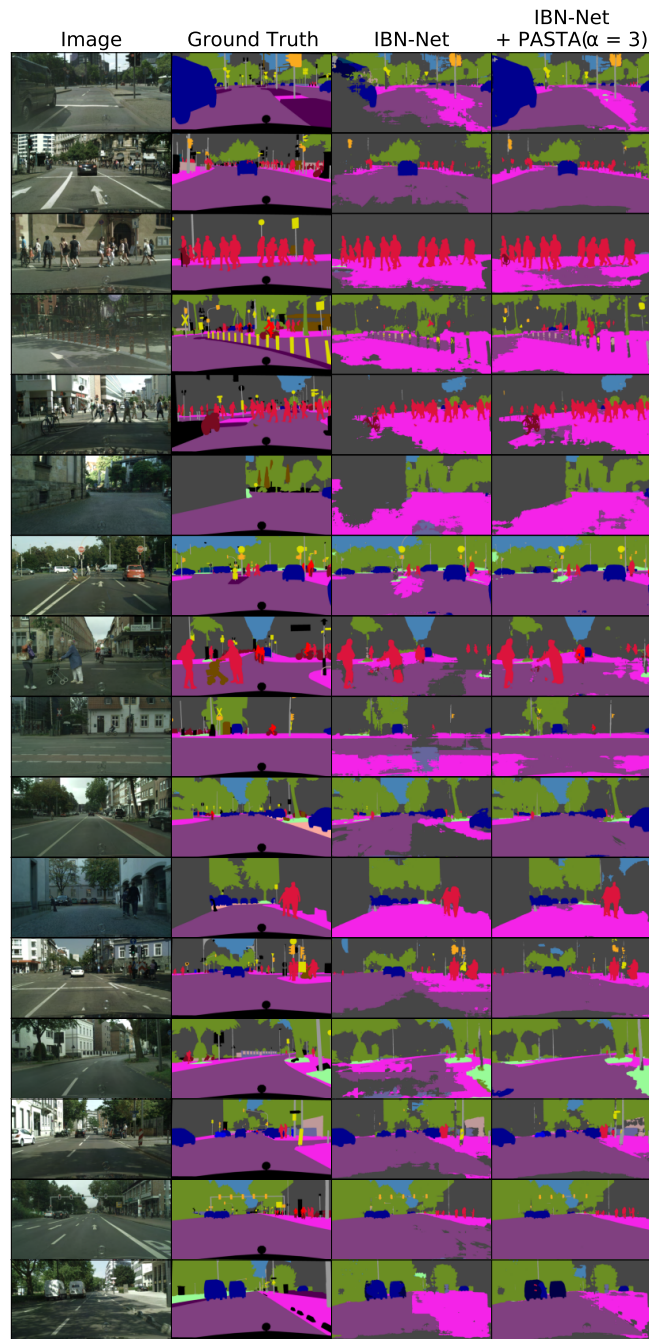 Image
Ground Truth
IBN-Net
IBN-Net
+ PASTA(α = 3)